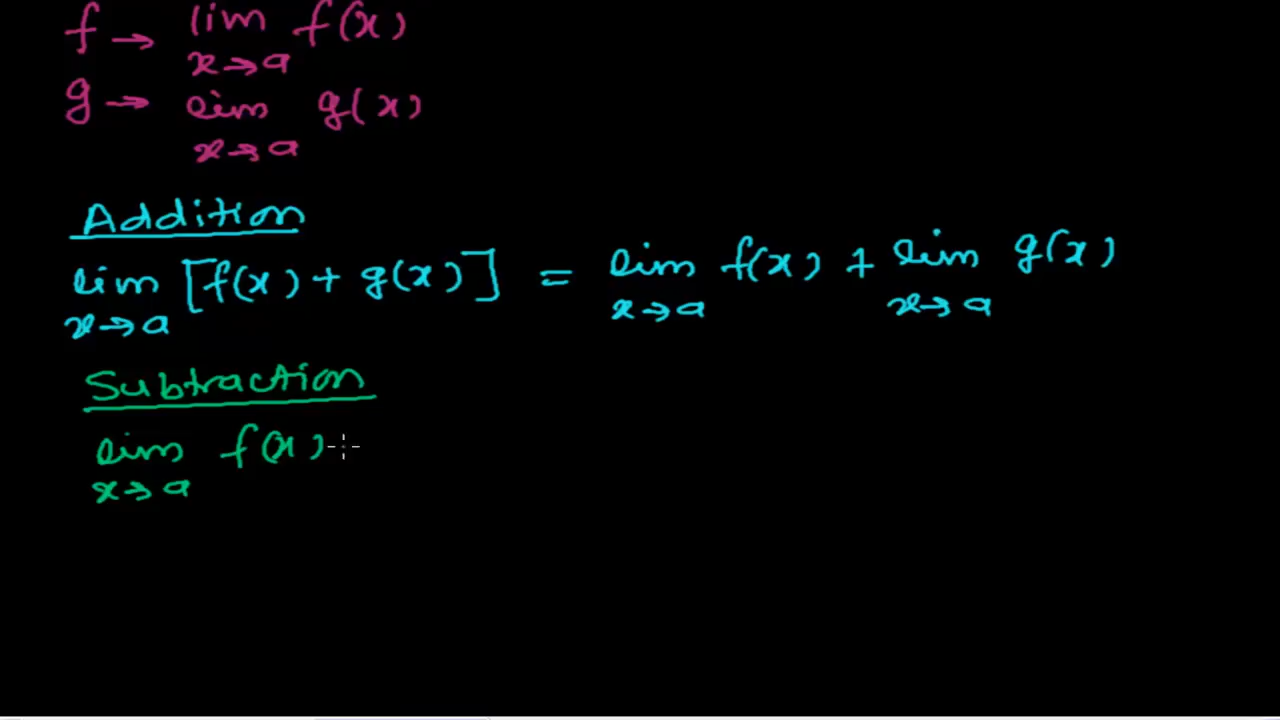 f → lim f(x)
x→a
g → lim g(x)
x→a
Addition
lim [f(x) + g(x)] = lim f(x) + lim g(x)
x→a x→a x→a
Subtraction
lim f(x)
x→a